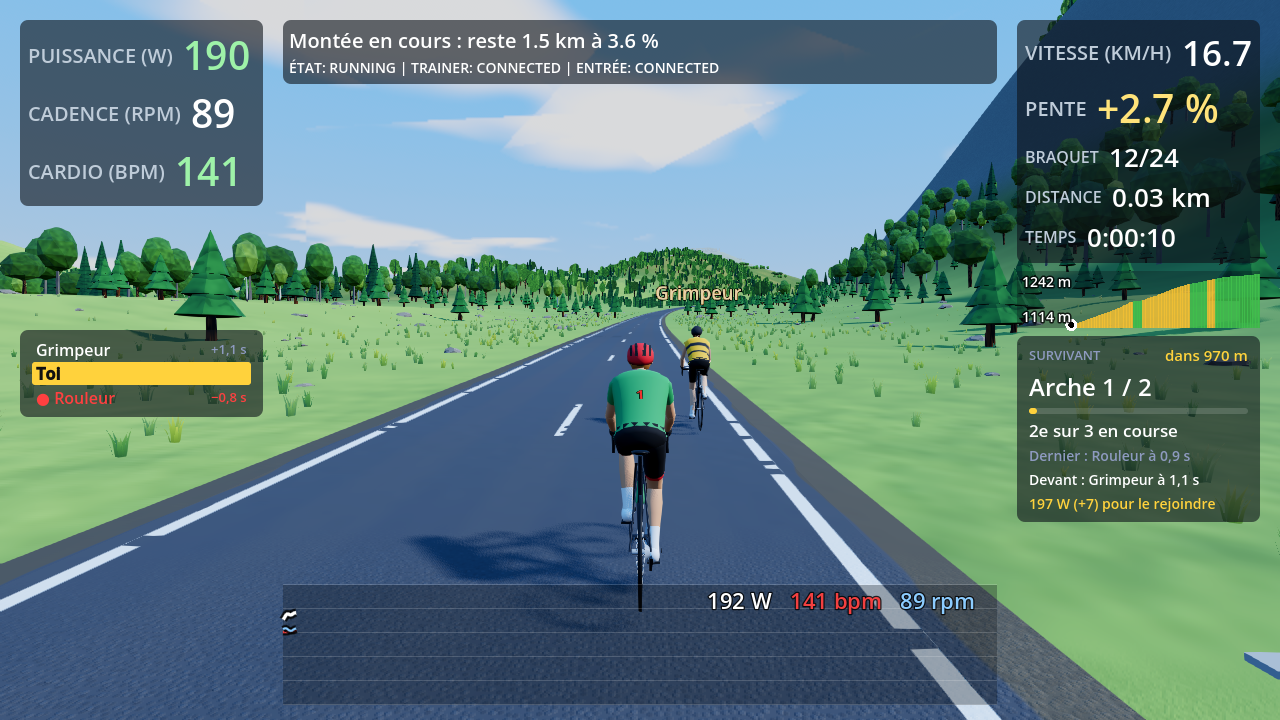 PUISSANCE (W) 190
CADENCE (RPM) 89
CARDIO (BPM) 141
Montée en cours : reste 1.5 km à 3.6 %
ÉTAT: RUNNING | TRAINER: CONNECTED | ENTRÉE: CONNECTED
VITESSE (KM/H) 16.7
PENTE +2.7 %
BRAQUET 12/24
DISTANCE 0.03 km
TEMPS 0:00:10
1242 m
1114 m
Grimpeur
Grimpeur +1,1 s
Toi
Rouleur −0,8 s
1
SURVIVANT dans 970 m
Arche 1 / 2
2e sur 3 en course
Dernier : Rouleur à 0,9 s
Devant : Grimpeur à 1,1 s
197 W (+7) pour le rejoindre
192 W 141 bpm 89 rpm